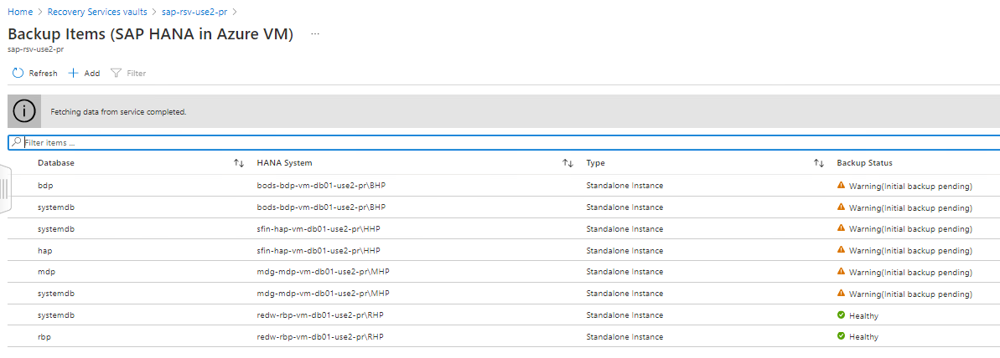 Home > Recovery Services vaults > sap-rsv-use2-pr >
Backup Items (SAP HANA in Azure VM) ...
sap-rsv-use2-pr
Refresh Add Filter
Fetching data from service completed.
Filter items ...
Database HANA System Type Backup Status
bdp bods-bdp-vm-db01-use2-pr\BHP Standalone Instance Warning(Initial backup pending)
systemdb bods-bdp-vm-db01-use2-pr\BHP Standalone Instance Warning(Initial backup pending)
systemdb sfin-hap-vm-db01-use2-pr\HHP Standalone Instance Warning(Initial backup pending)
hap sfin-hap-vm-db01-use2-pr\HHP Standalone Instance Warning(Initial backup pending)
mdp mdg-mdp-vm-db01-use2-pr\MHP Standalone Instance Warning(Initial backup pending)
systemdb mdg-mdp-vm-db01-use2-pr\MHP Standalone Instance Warning(Initial backup pending)
systemdb redw-rbp-vm-db01-use2-pr\RHP Standalone Instance Healthy
rbp redw-rbp-vm-db01-use2-pr\RHP Standalone Instance Healthy